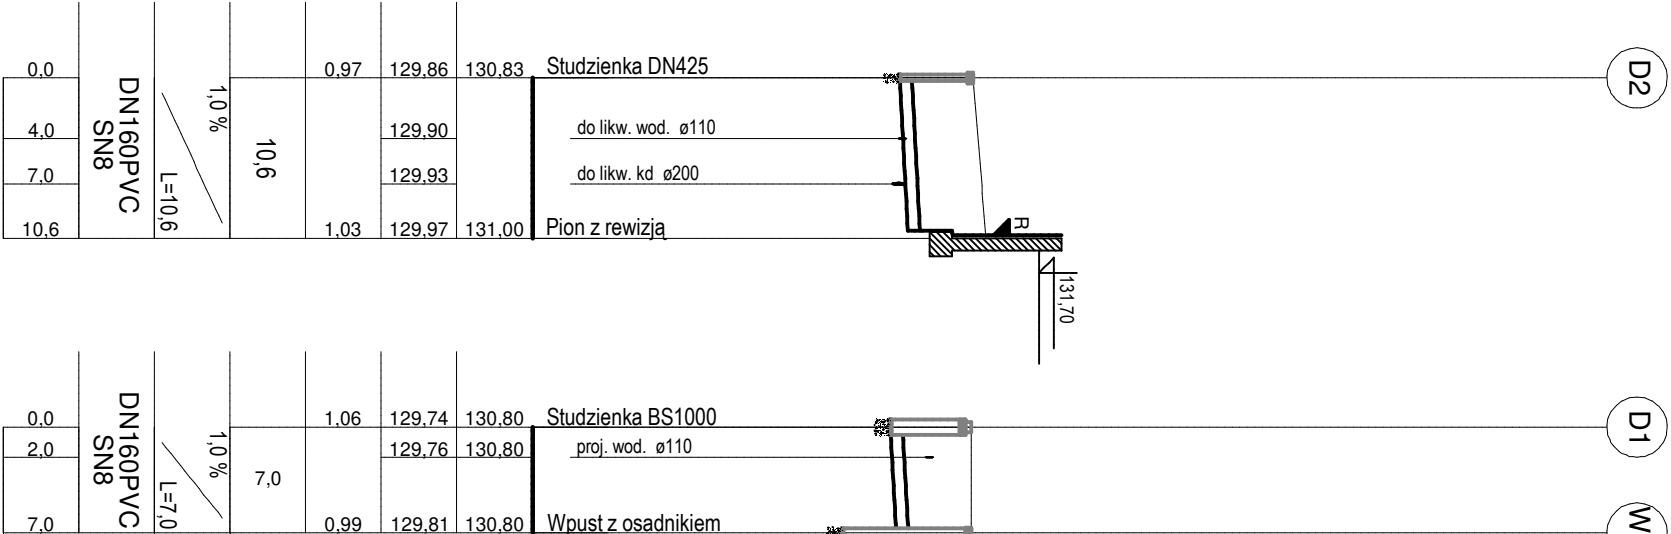 0,0 0,97 129,86 130,83 Studzienka DN425 D2
4,0 129,90 do likw. wod. ø110
7,0 129,93 do likw. kd ø200
10,6 1,03 129,97 131,00 Pion z rewizją
DN160PVC
SN8
1,0 %
L=10,6
10,6
R
131,70
0,0 1,06 129,74 130,80 Studzienka BS1000 D1
2,0 129,76 130,80 proj. wod. ø110
7,0 0,99 129,81 130,80 Wpust z osadnikiem W
DN160PVC
SN8
1,0 %
L=7,0
7,0